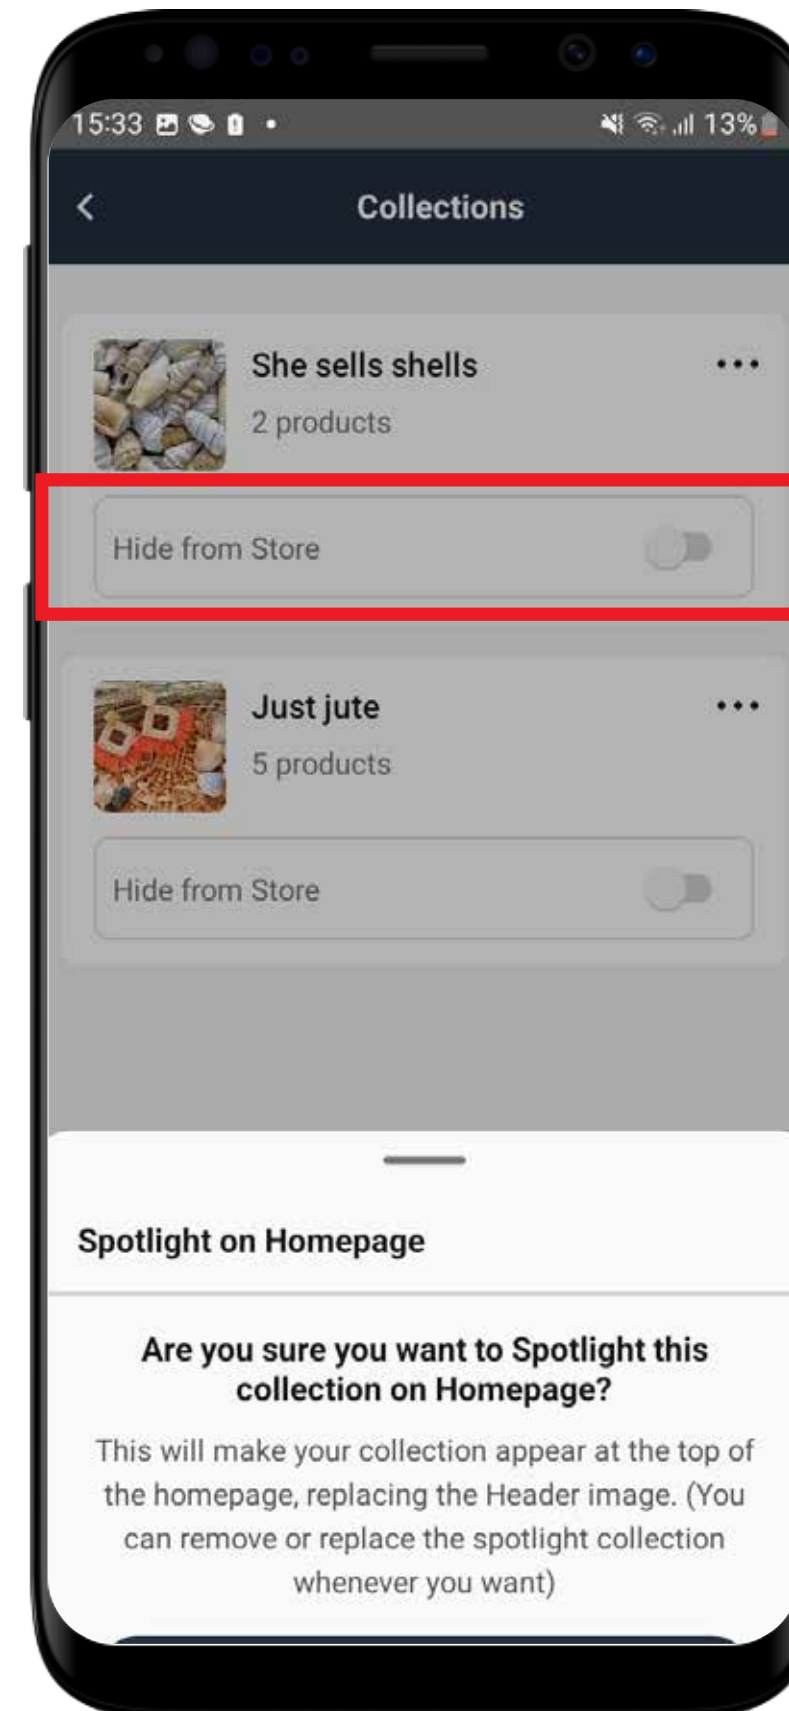 15:33
13%
Collections
She sells shells
2 products
Hide from Store
Just jute
5 products
Hide from Store
Spotlight on Homepage
Are you sure you want to Spotlight this
collection on Homepage?
This will make your collection appear at the top of
the homepage, replacing the Header image. (You
can remove or replace the spotlight collection
whenever you want)